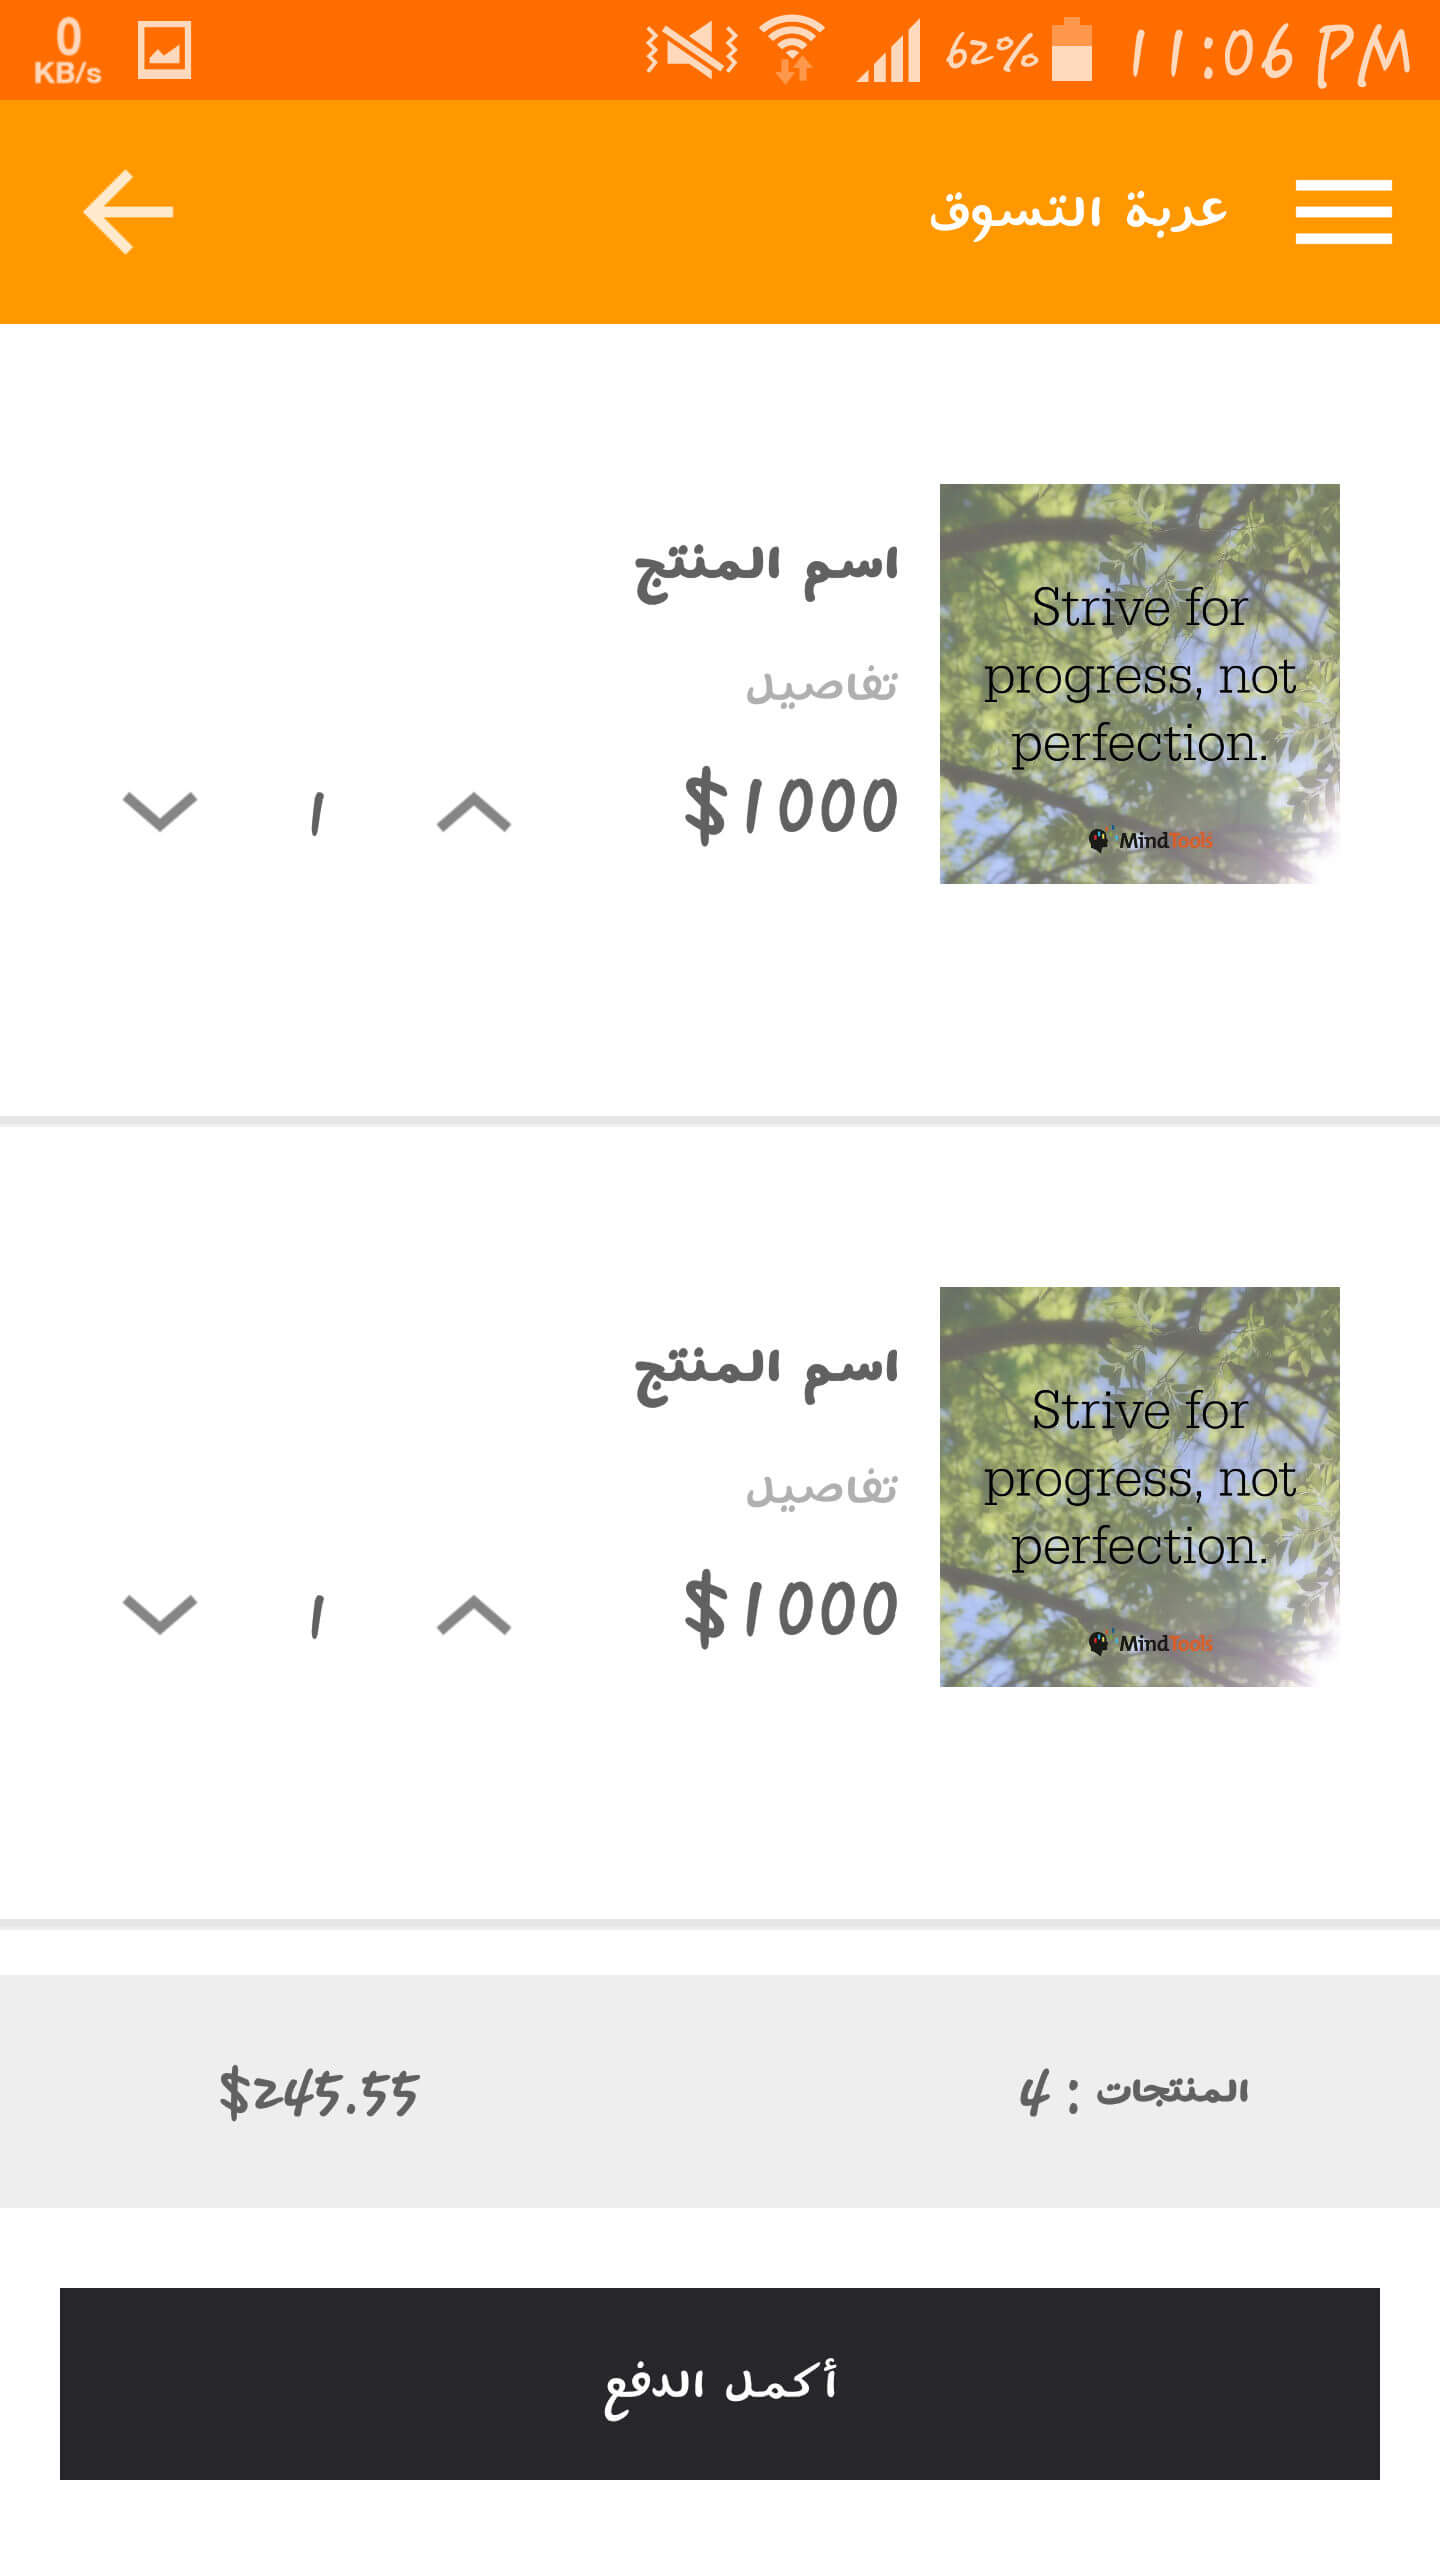 0
KB/s
62%
11:06 PM
عربة التسوق
اسم المنتج
تفاصيل
$1000
1
Strive for
progress, not
perfection.
MindTools
اسم المنتج
تفاصيل
$1000
1
Strive for
progress, not
perfection.
MindTools
المنتجات : 4
$245.55
أكمل الدفع